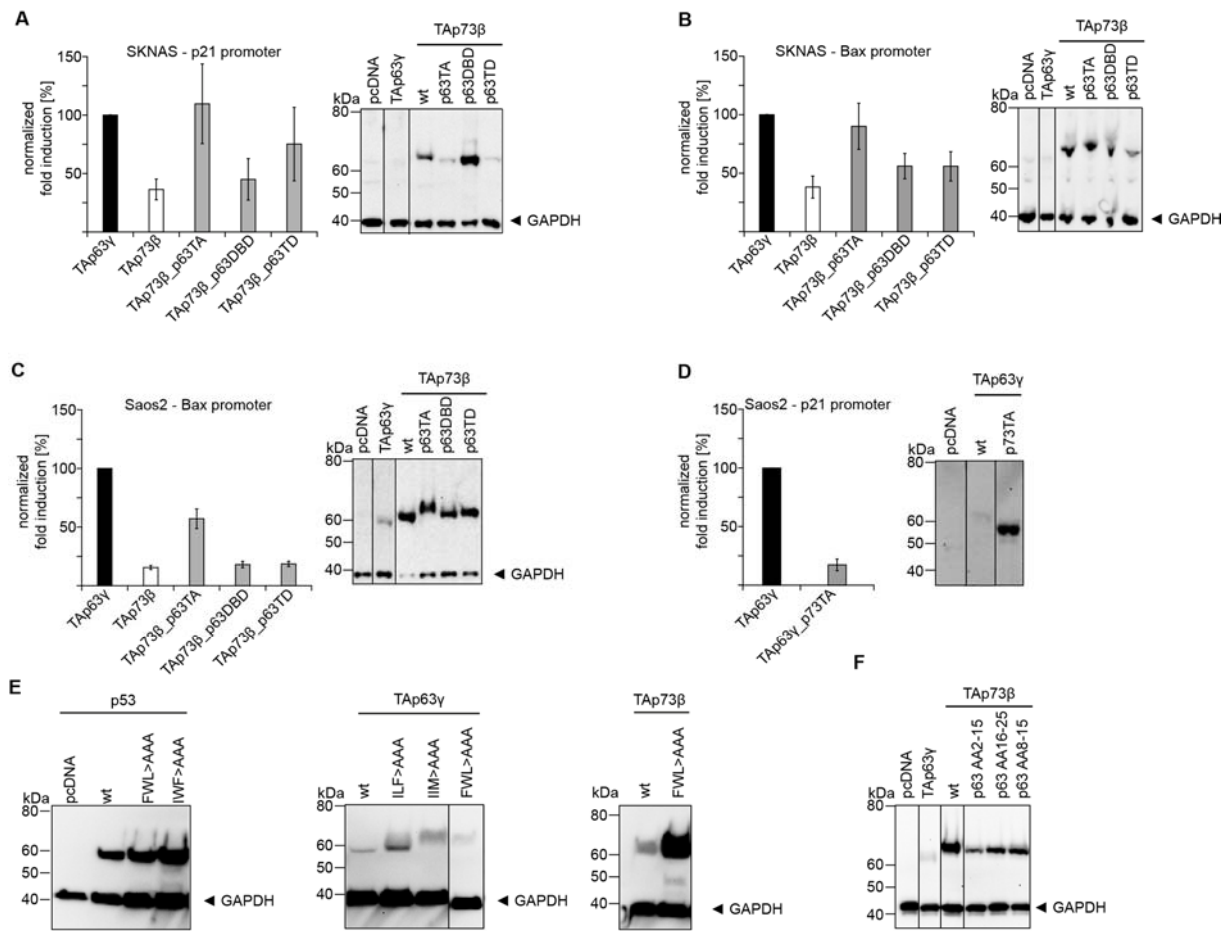 A
SKNAS - p21 promoter
normalized
fold induction [%]
150
100
50
TAp63γ
TAp73β
TAp73β_p63TA
TAp73β_p63DBD
TAp73β_p63TD
TAp73β
pcDNA
TAp63γ
wt
p63TA
p63DBD
p63TD
kDa
80
60
50
40
GAPDH
B
SKNAS - Bax promoter
normalized
fold induction [%]
150
100
50
TAp63γ
TAp73β
TAp73β_p63TA
TAp73β_p63DBD
TAp73β_p63TD
TAp73β
pcDNA
TAp63γ
wt
p63TA
p63DBD
p63TD
kDa
80
60
50
40
GAPDH
C
Saos2 - Bax promoter
normalized
fold induction [%]
150
100
50
TAp63γ
TAp73β
TAp73β_p63TA
TAp73β_p63DBD
TAp73β_p63TD
TAp73β
pcDNA
TAp63γ
wt
p63TA
p63DBD
p63TD
kDa
80
60
50
40
GAPDH
D
Saos2 - p21 promoter
normalized
fold induction [%]
150
100
50
TAp63γ
TAp63γ_p73TA
TAp63γ
pcDNA
wt
p73TA
kDa
80
60
50
40
E
p53
pcDNA
wt
FWL>AAA
IWF>AAA
kDa
80
60
50
40
GAPDH
TAp63γ
wt
ILF>AAA
IIM>AAA
FWL>AAA
kDa
80
60
50
40
GAPDH
TAp73β
wt
FWL>AAA
kDa
80
60
50
40
GAPDH
F
TAp73β
pcDNA
TAp63γ
wt
p63 AA2-15
p63 AA16-25
p63 AA8-15
kDa
80
60
50
40
GAPDH